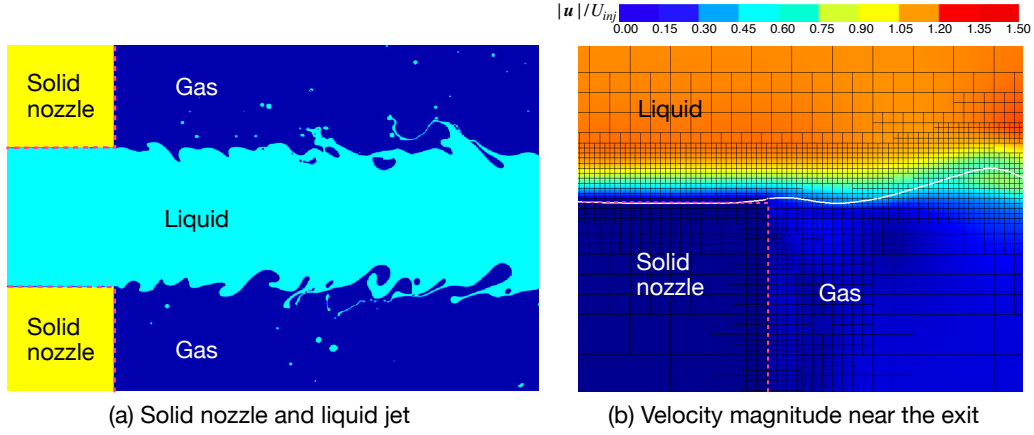 |u|/U_inj
0.00 0.15 0.30 0.45 0.60 0.75 0.90 1.05 1.20 1.35 1.50
Solid
nozzle
Gas
Liquid
Solid
nozzle
Gas
Liquid
Solid
nozzle
Gas
(a) Solid nozzle and liquid jet
(b) Velocity magnitude near the exit